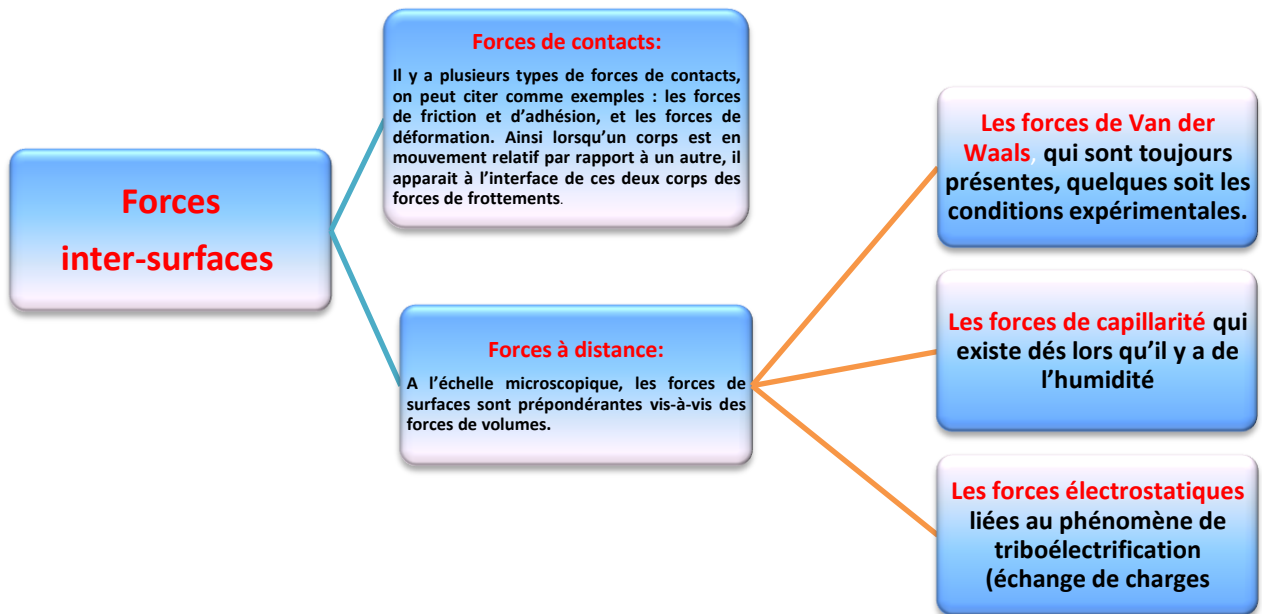 Forces
inter-surfaces
Forces de contacts:
Il y a plusieurs types de forces de contacts,
on peut citer comme exemples : les forces
de friction et d’adhésion, et les forces de
déformation. Ainsi lorsqu’un corps est en
mouvement relatif par rapport à un autre, il
apparait à l’interface de ces deux corps des
forces de frottements.
Forces à distance:
A l’échelle microscopique, les forces de
surfaces sont prépondérantes vis-à-vis des
forces de volumes.
Les forces de Van der
Waals, qui sont toujours
présentes, quelques soit les
conditions expérimentales.
Les forces de capillarité qui
existe dés lors qu’il y a de
l’humidité
Les forces électrostatiques
liées au phénomène de
triboélectrification
(échange de charges